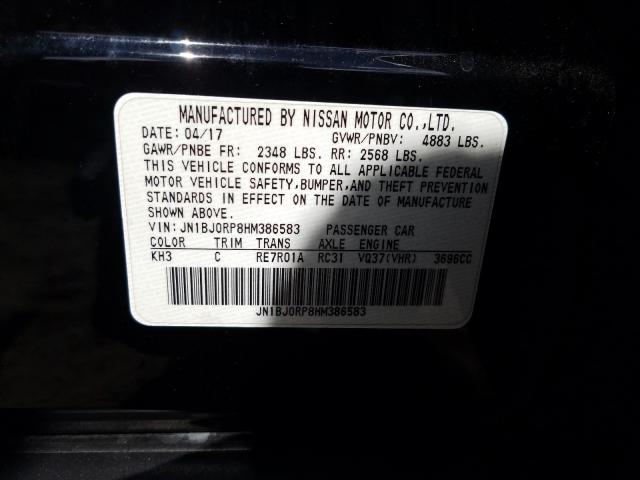 MANUFACTURED BY NISSAN MOTOR CO.,LTD.
DATE: 04/17 GVWR/PNBV: 4883 LBS.
GAWR/PNBE FR: 2348 LBS. RR: 2568 LBS.
THIS VEHICLE CONFORMS TO ALL APPLICABLE FEDERAL
MOTOR VEHICLE SAFETY,BUMPER,AND THEFT PREVENTION
STANDARDS IN EFFECT ON THE DATE OF MANUFACTURE
SHOWN ABOVE.
VIN: JN1BJ0RP8HM386583 PASSENGER CAR
COLOR TRIM TRANS AXLE ENGINE
KH3 C RE7R01A RC31 VQ37(VHR) 3696CC
JN1BJ0RP8HM386583